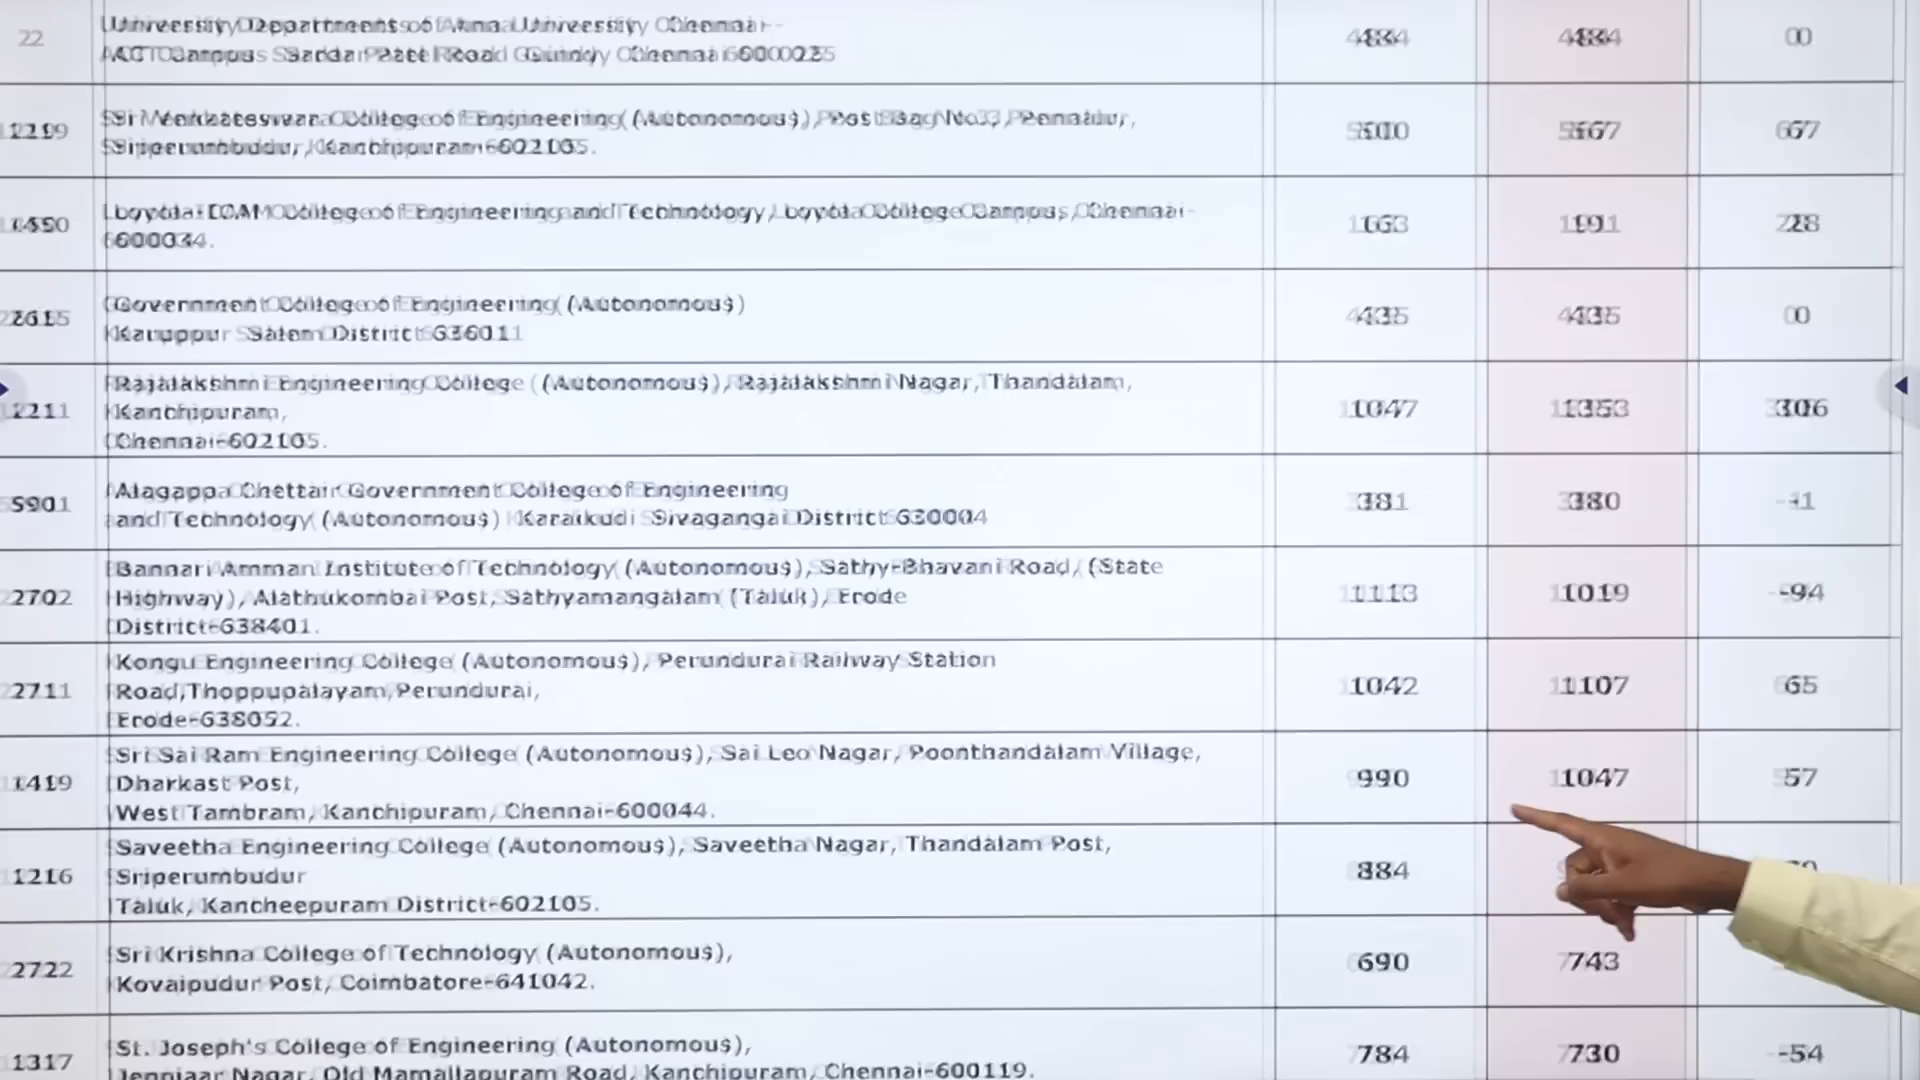 22
University Departments of Anna University Chennai -
ACT Campus Sardar Patel Road Guindy Chennai 600 025
484
484
0
1219
Sri Venkateswara College of Engineering (Autonomous), Post Bag No.3, Pennalur,
Sriperumbudur, Kanchipuram-602105.
500
567
67
1450
Loyola-ICAM College of Engineering and Technology, Loyola College Campus, Chennai-
600034.
163
191
28
2615
Government College of Engineering (Autonomous)
Karuppur Salem District 636011
435
435
0
1211
Rajalakshmi Engineering College (Autonomous), Rajalakshmi Nagar, Thandalam,
Kanchipuram,
Chennai-602105.
1047
1353
306
5901
Alagappa Chettair Government College of Engineering
and Technology (Autonomous) Karaikudi Sivagangai District 630004
381
380
-1
2702
Bannari Amman Institute of Technology (Autonomous), Sathy-Bhavani Road, (State
Highway), Alathukombai Post, Sathyamangalam (Taluk), Erode
District-638401.
1113
1019
-94
2711
Kongu Engineering College (Autonomous), Perundurai Railway Station
Road,Thoppupalayam,Perundurai,
Erode-638052.
1042
1107
65
1419
Sri Sai Ram Engineering College (Autonomous), Sai Leo Nagar, Poonthandalam Village,
Dharkast Post,
West Tambram, Kanchipuram, Chennai-600044.
990
1047
57
1216
Saveetha Engineering College (Autonomous), Saveetha Nagar, Thandalam Post,
Sriperumbudur
Taluk, Kancheepuram District-602105.
884
2722
Sri Krishna College of Technology (Autonomous),
Kovaipudur Post, Coimbatore-641042.
690
743
1317
St. Joseph's College of Engineering (Autonomous),
Jeppiaar Nagar, Old Mamallapuram Road, Kanchipuram, Chennai-600119.
784
730
-54